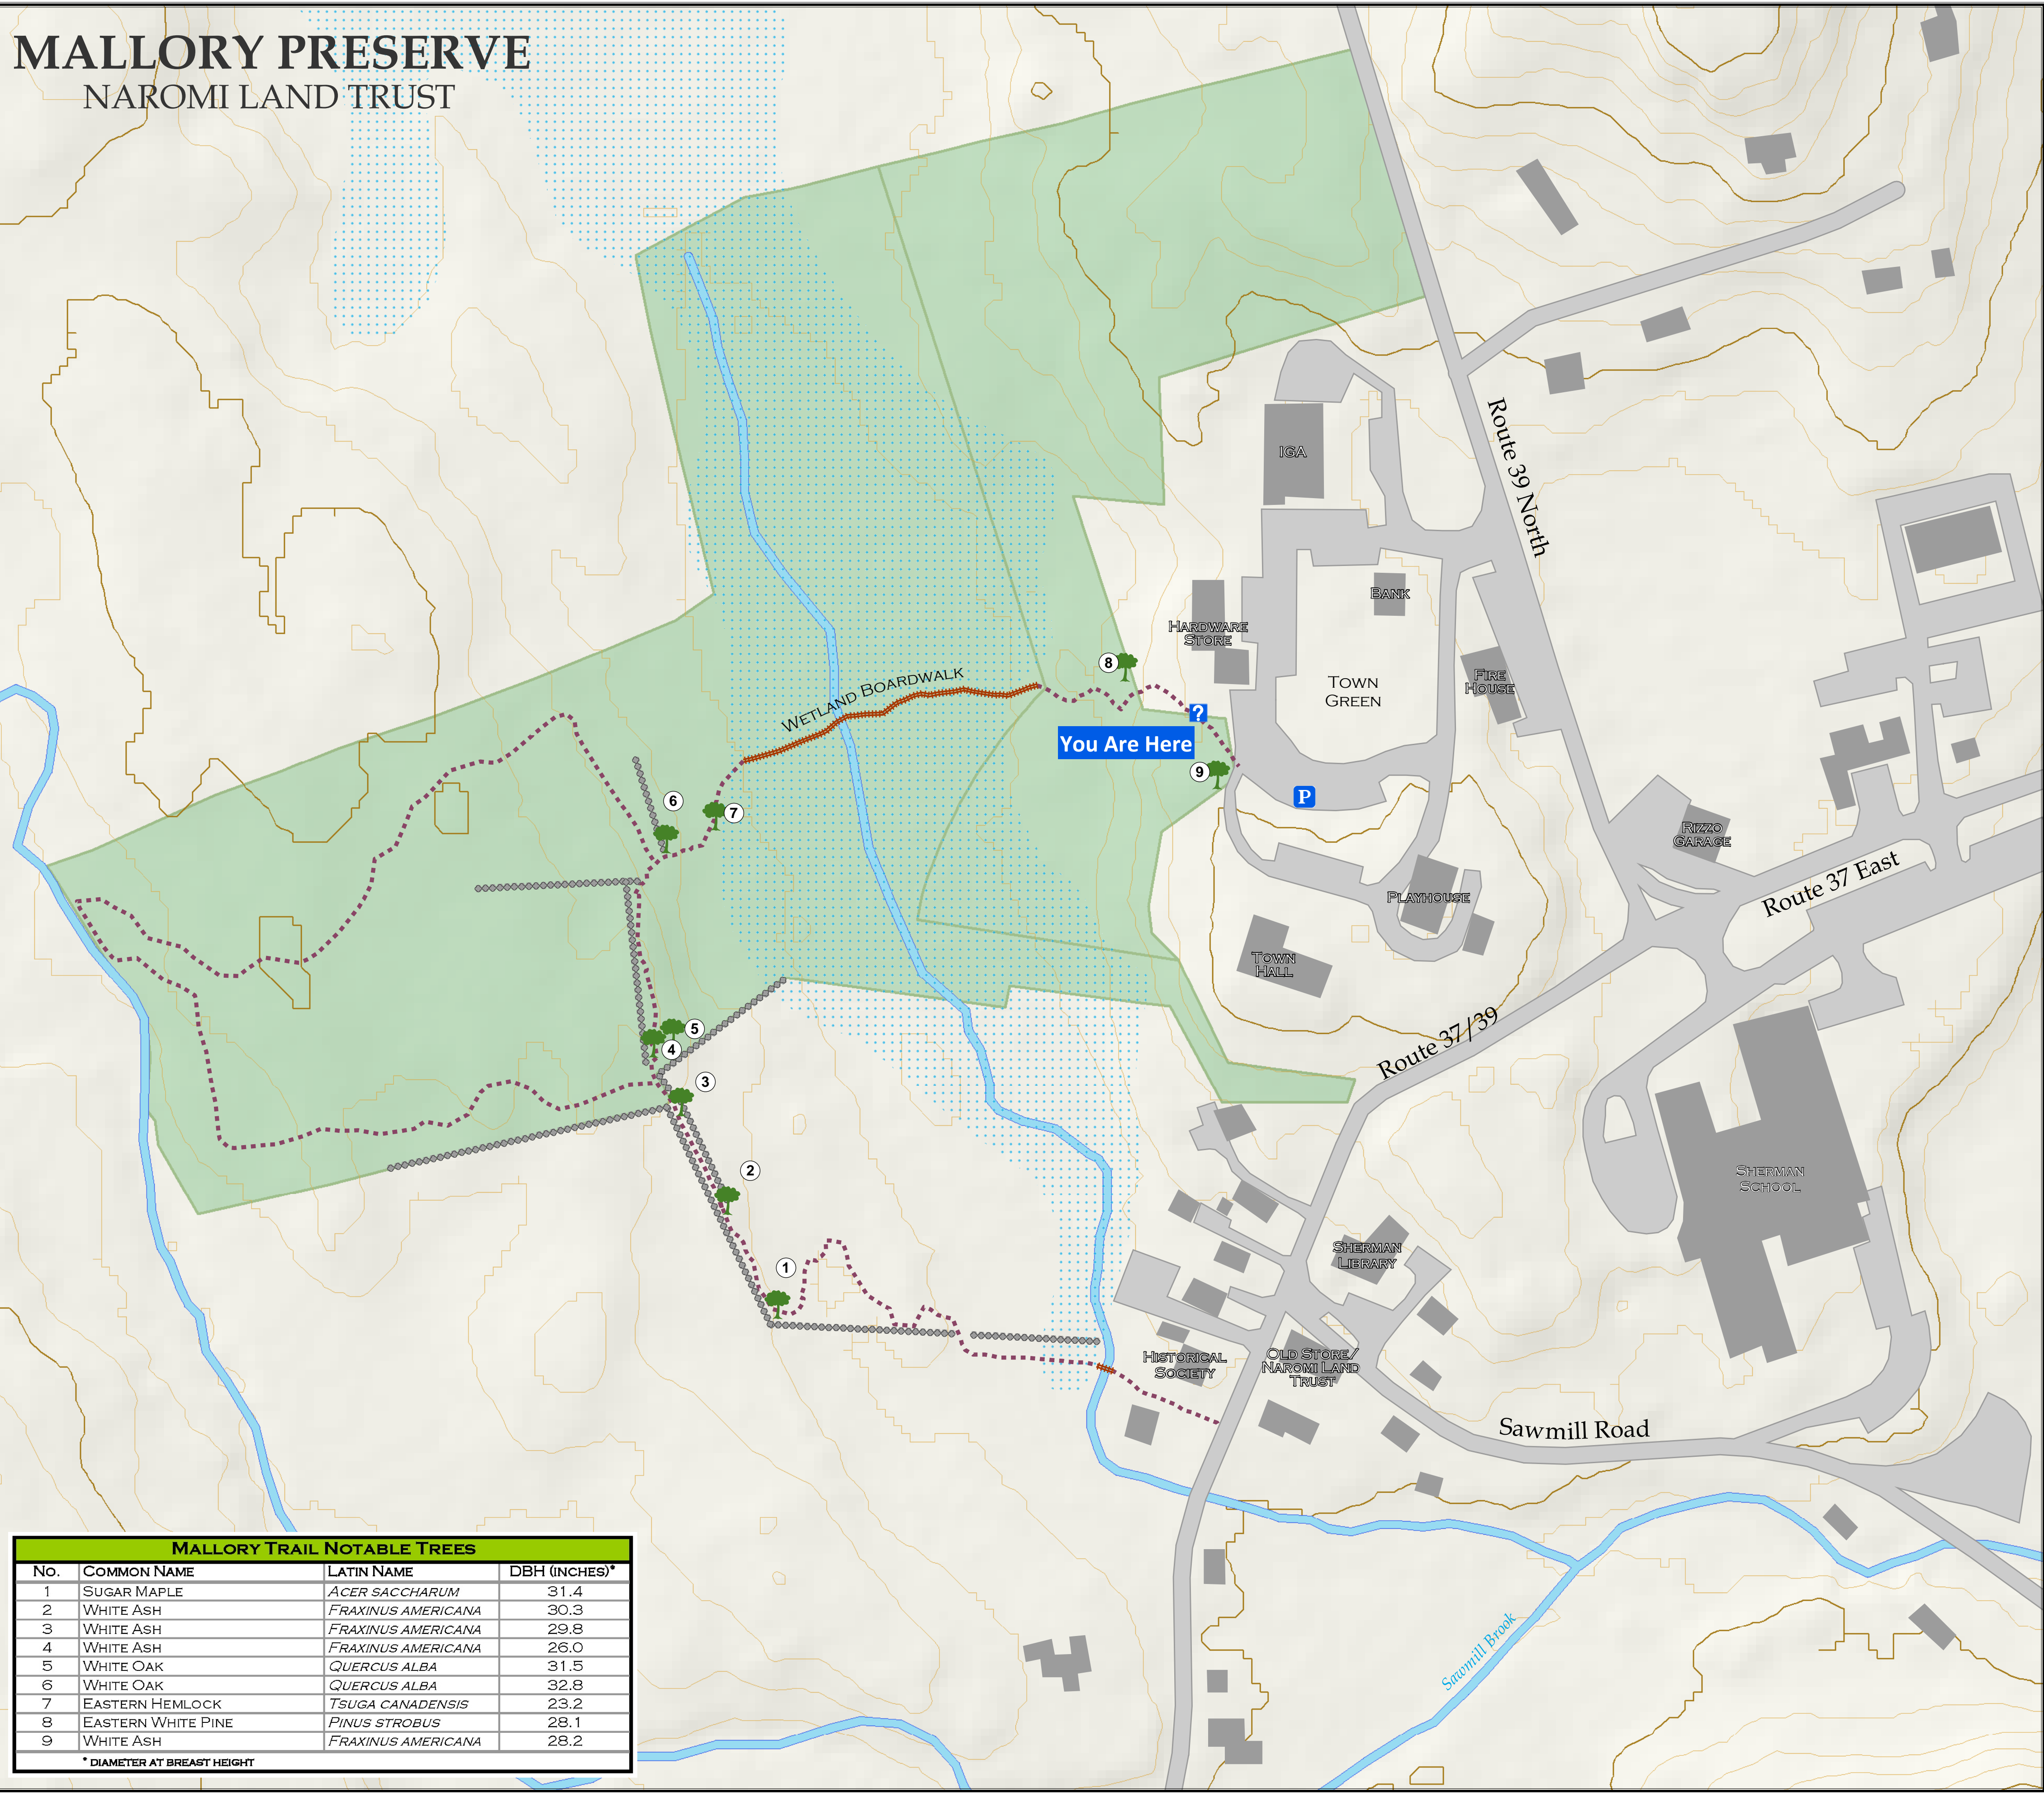 MALLORY PRESERVE
NAROMI LAND TRUST
Route 39 North
IGA
BANK
HARDWARE
STORE
8
WETLAND BOARDWALK
FIRE
HOUSE
TOWN
GREEN
?
You Are Here
9
P
6
7
RIZZO
GARAGE
Route 37 East
PLAYHOUSE
TOWN
HALL
5
4
Route 37/39
3
2
SHERMAN
SCHOOL
1
SHERMAN
LIBRARY
HISTORICAL
SOCIETY
OLD STORE/
NAROMI LAND
TRUST
Sawmill Road
Sawmill Brook
MALLORY TRAIL NOTABLE TREES
NO. COMMON NAME LATIN NAME DBH (INCHES)*
1 SUGAR MAPLE ACER SACCHARUM 31.4
2 WHITE ASH FRAXINUS AMERICANA 30.3
3 WHITE ASH FRAXINUS AMERICANA 29.8
4 WHITE ASH FRAXINUS AMERICANA 26.0
5 WHITE OAK QUERCUS ALBA 31.5
6 WHITE OAK QUERCUS ALBA 32.8
7 EASTERN HEMLOCK TSUGA CANADENSIS 23.2
8 EASTERN WHITE PINE PINUS STROBUS 28.1
9 WHITE ASH FRAXINUS AMERICANA 28.2
* DIAMETER AT BREAST HEIGHT